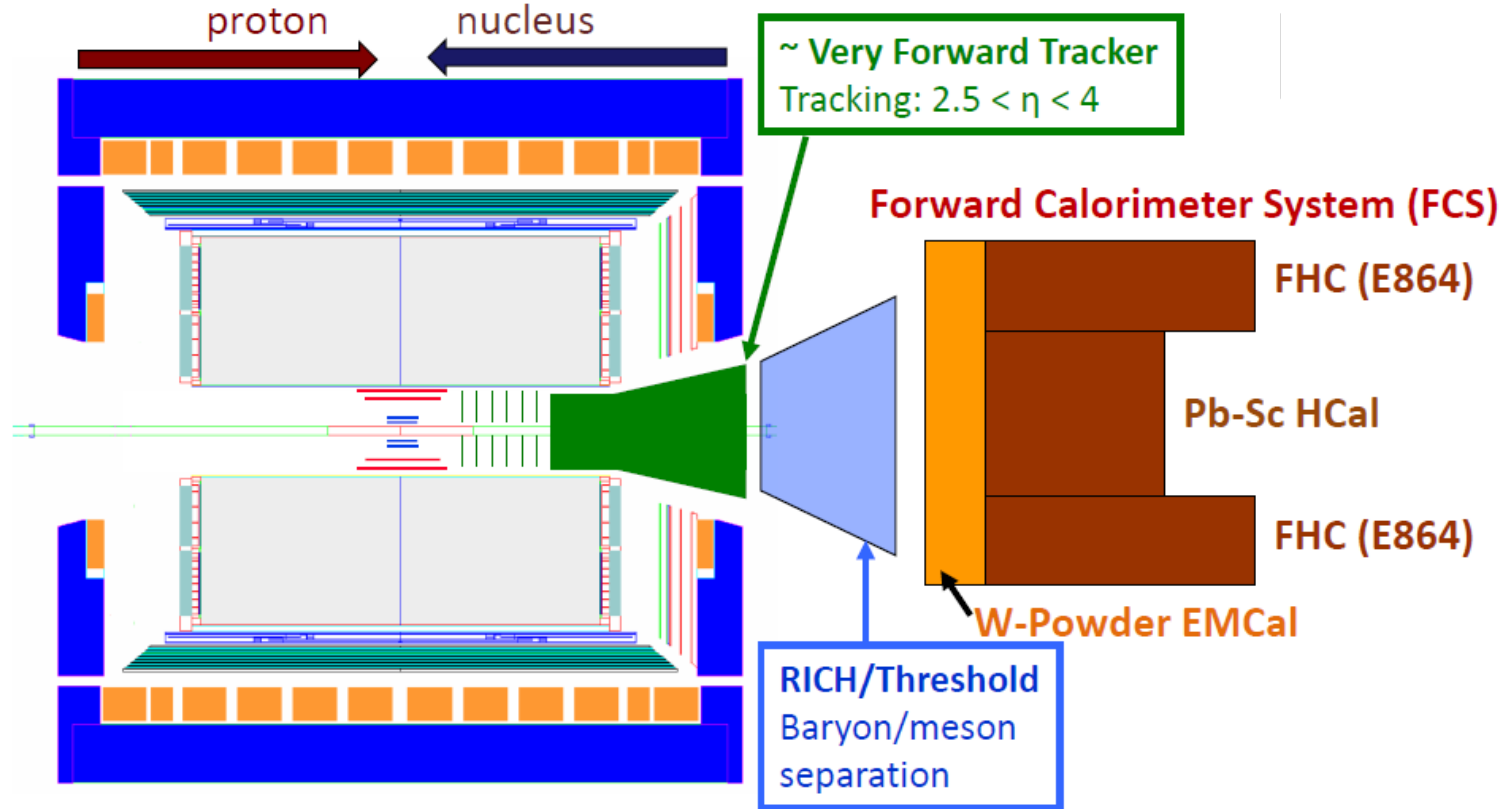 proton
nucleus
~ Very Forward Tracker
Tracking: 2.5 < η < 4
Forward Calorimeter System (FCS)
FHC (E864)
Pb-Sc HCal
FHC (E864)
W-Powder EMCal
RICH/Threshold
Baryon/meson
separation